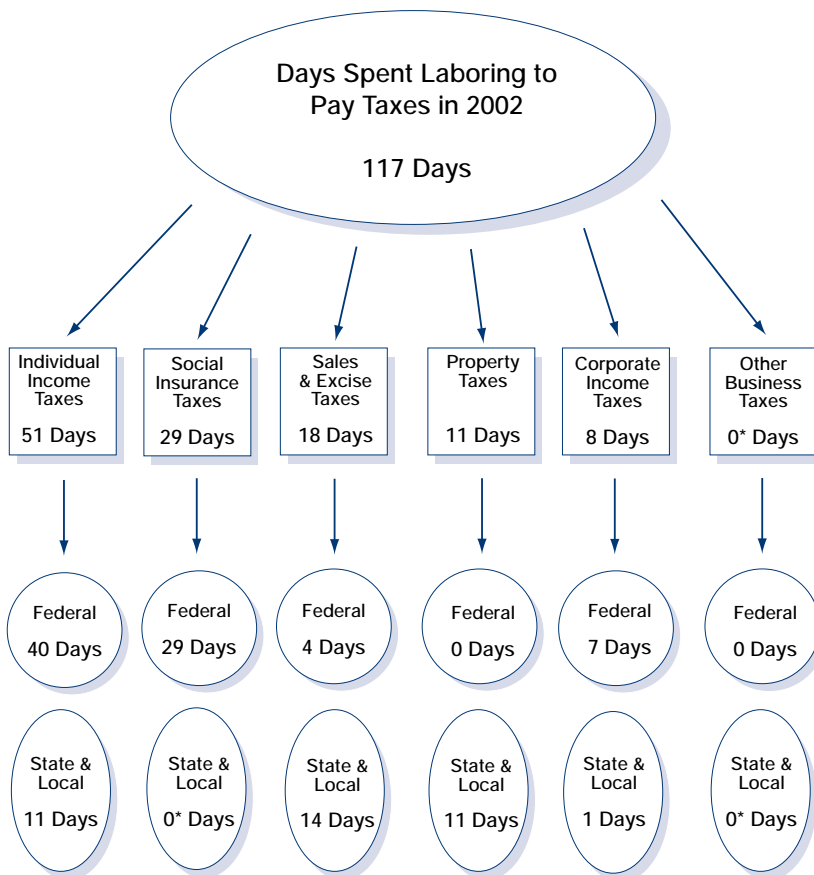 Days Spent Laboring to
Pay Taxes in 2002
117 Days
Individual
Income
Taxes
51 Days
Social
Insurance
Taxes
29 Days
Sales
& Excise
Taxes
18 Days
Property
Taxes
11 Days
Corporate
Income
Taxes
8 Days
Other
Business
Taxes
0* Days
Federal
40 Days
Federal
29 Days
Federal
4 Days
Federal
0 Days
Federal
7 Days
Federal
0 Days
State &
Local
11 Days
State &
Local
0* Days
State &
Local
14 Days
State &
Local
11 Days
State &
Local
1 Days
State &
Local
0* Days